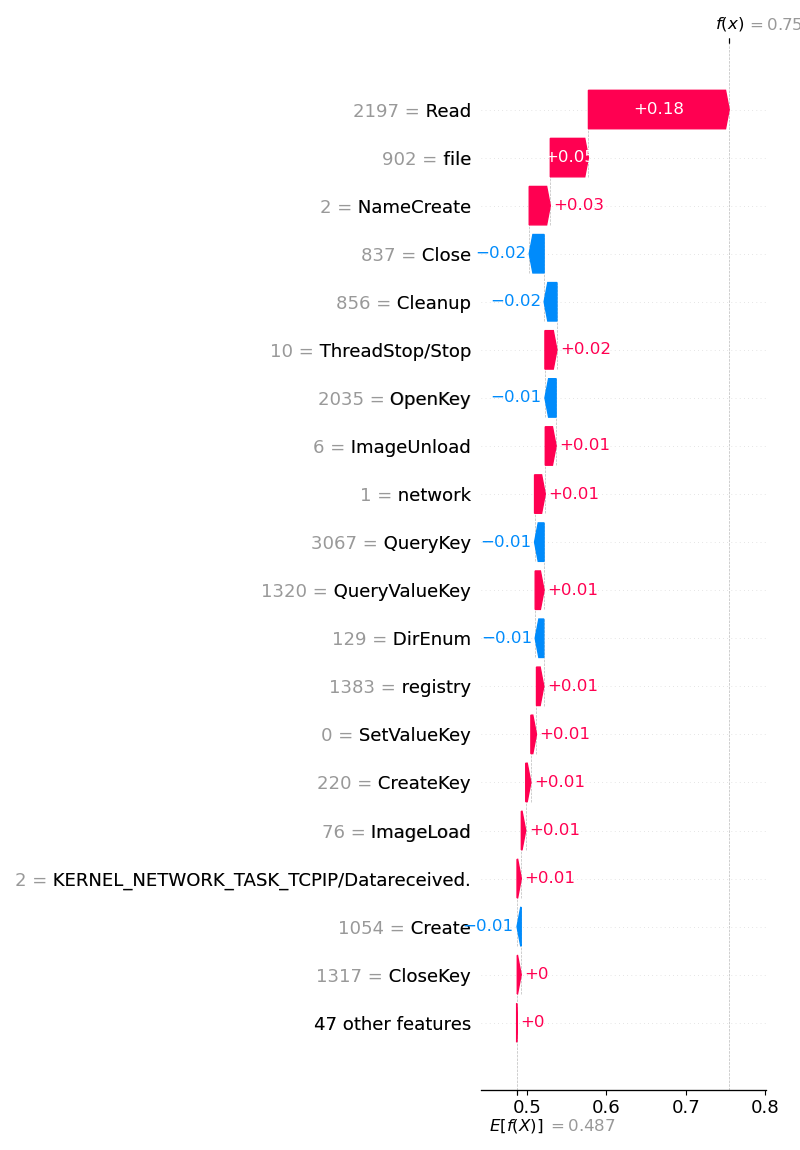 f(x) = 0.75
2197 = Read +0.18
902 = file +0.05
2 = NameCreate +0.03
837 = Close −0.02
856 = Cleanup −0.02
10 = ThreadStop/Stop +0.02
2035 = OpenKey −0.01
6 = ImageUnload +0.01
1 = network +0.01
3067 = QueryKey −0.01
1320 = QueryValueKey +0.01
129 = DirEnum −0.01
1383 = registry +0.01
0 = SetValueKey +0.01
220 = CreateKey +0.01
76 = ImageLoad +0.01
2 = KERNEL_NETWORK_TASK_TCPIP/Datareceived. +0.01
1054 = Create −0.01
1317 = CloseKey +0
47 other features +0
0.5 0.6 0.7 0.8
E[f(X)] = 0.487